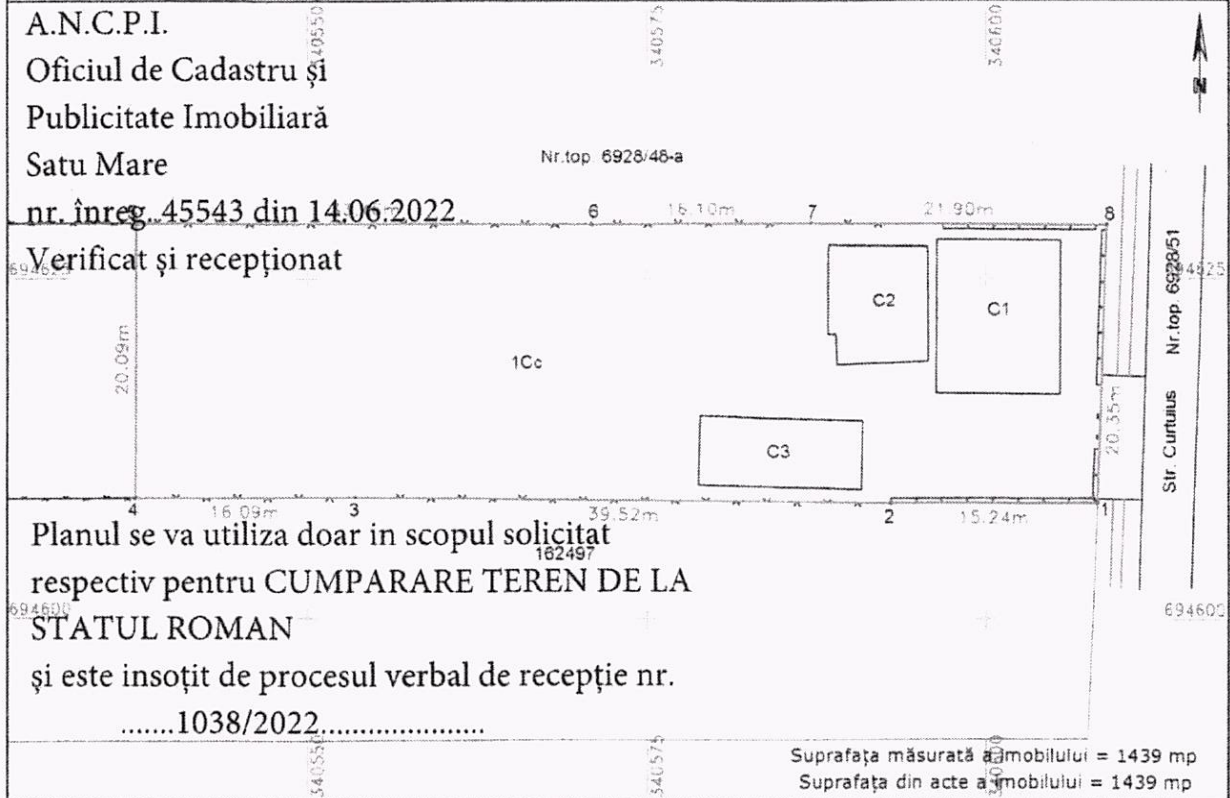 340550
340575
340600
A.N.C.P.I.
Oficiul de Cadastru și
Publicitate Imobiliară
Satu Mare
nr. înreg..45543 din 14.06.2022
Verificat și recepționat
N
Nr.top. 6928/48-a
5
6
16.10m
7
21.90m
8
694625
694625
C2
C1
Nr.top. 6928/51
20.09m
1Cc
C3
20.35m
Str. Curtuius
4
16.09m
3
39.52m
2
15.24m
1
Planul se va utiliza doar in scopul solicitat
162497
respectiv pentru CUMPARARE TEREN DE LA
694600
STATUL ROMAN
694600
și este insoțit de procesul verbal de recepție nr.
.......1038/2022.....................
340550
340575
340600
Suprafața măsurată a imobilului = 1439 mp
Suprafața din acte a imobilului = 1439 mp